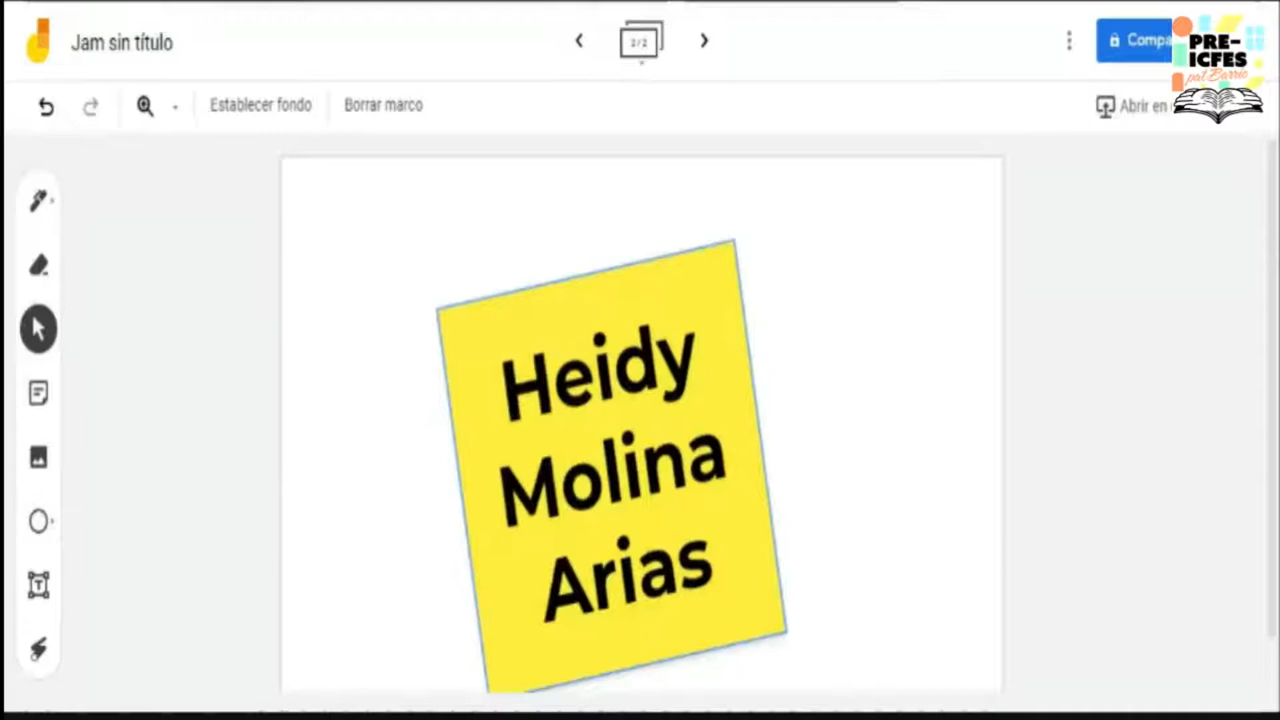 Jam sin título
2/2
Compa
PRE-
ICFES
pal Barrio
Establecer fondo
Borrar marco
Abrir en
Heidy
Molina
Arias